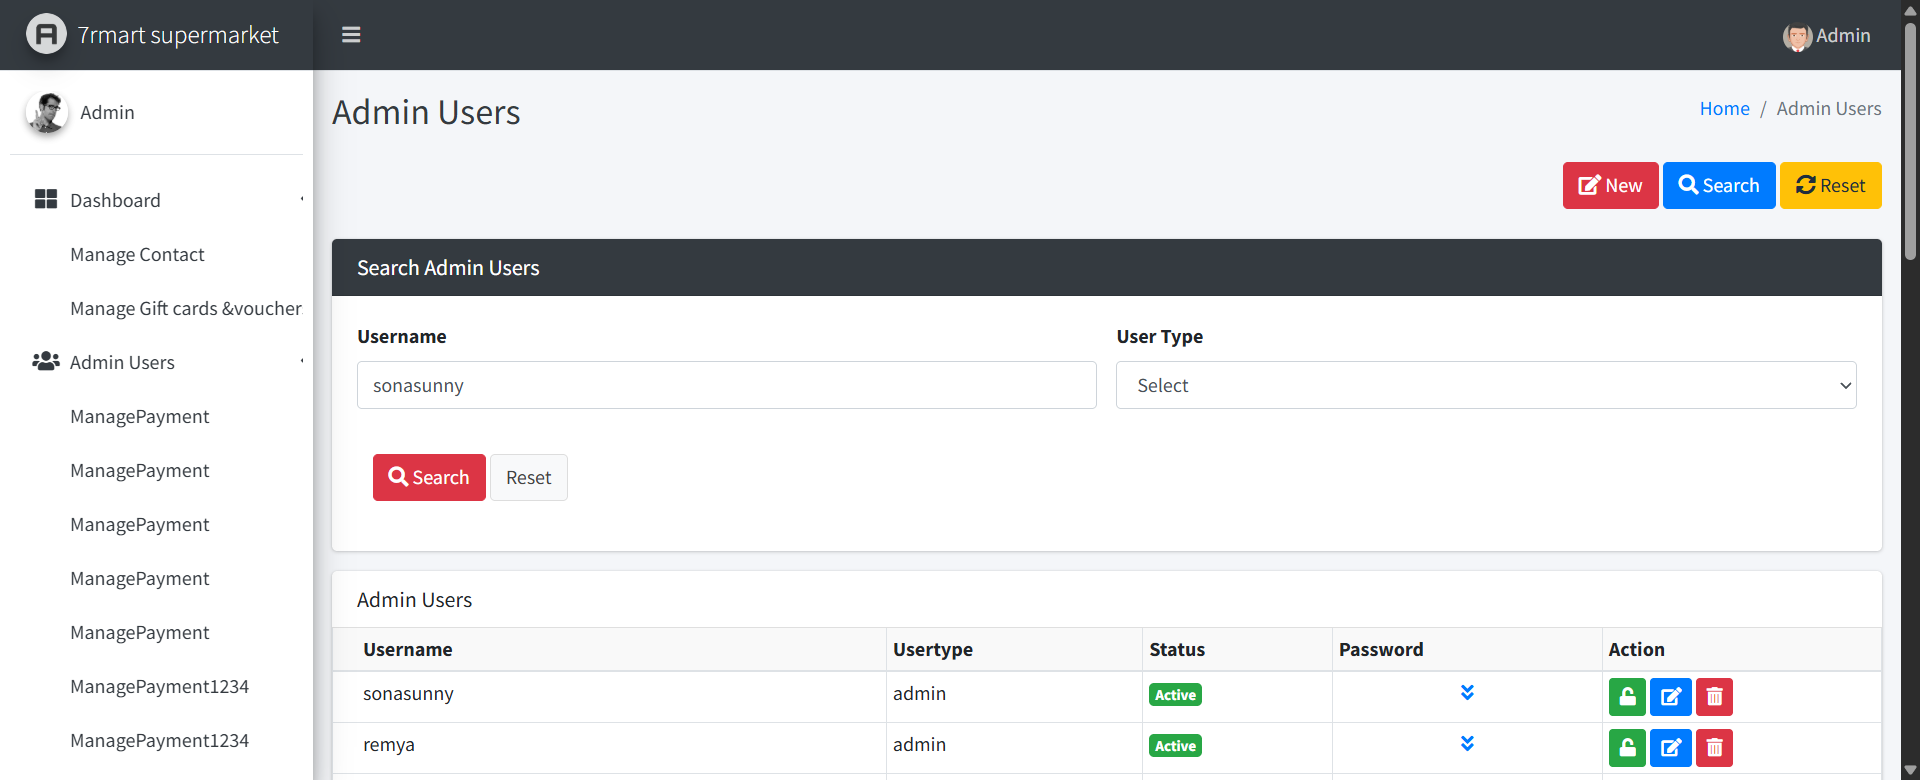 7rmart supermarket
Admin
Admin
Dashboard
Manage Contact
Manage Gift cards &voucher
Admin Users
ManagePayment
ManagePayment
ManagePayment
ManagePayment
ManagePayment
ManagePayment1234
ManagePayment1234
Admin Users
Home / Admin Users
New Search Reset
Search Admin Users
Username User Type
sonasunny Select
Search Reset
Admin Users
Username Usertype Status Password Action
sonasunny admin Active
remya admin Active